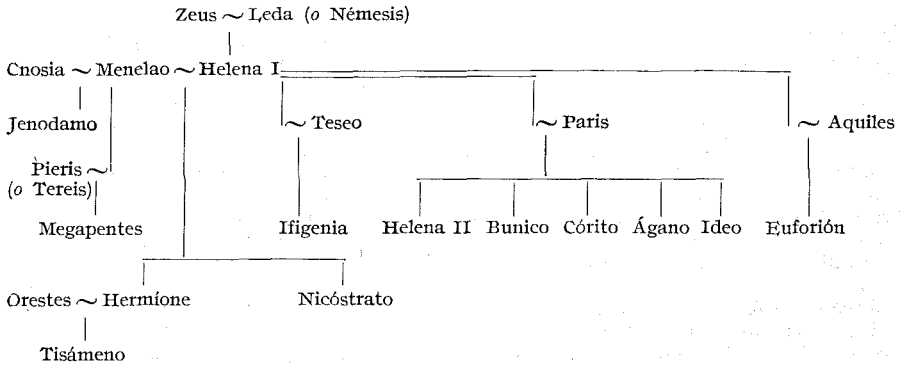 Zeus ~ Leda (o Némesis)
Cnosia ~ Menelao ~ Helena I
Jenodamo ~ Teseo ~ Paris ~ Aquiles
Pieris ~
(o Tereis)
Megapentes Ifigenia Helena II Bunico Córito Ágano Ideo Euforión
Orestes ~ Hermíone Nicóstrato
Tisámeno